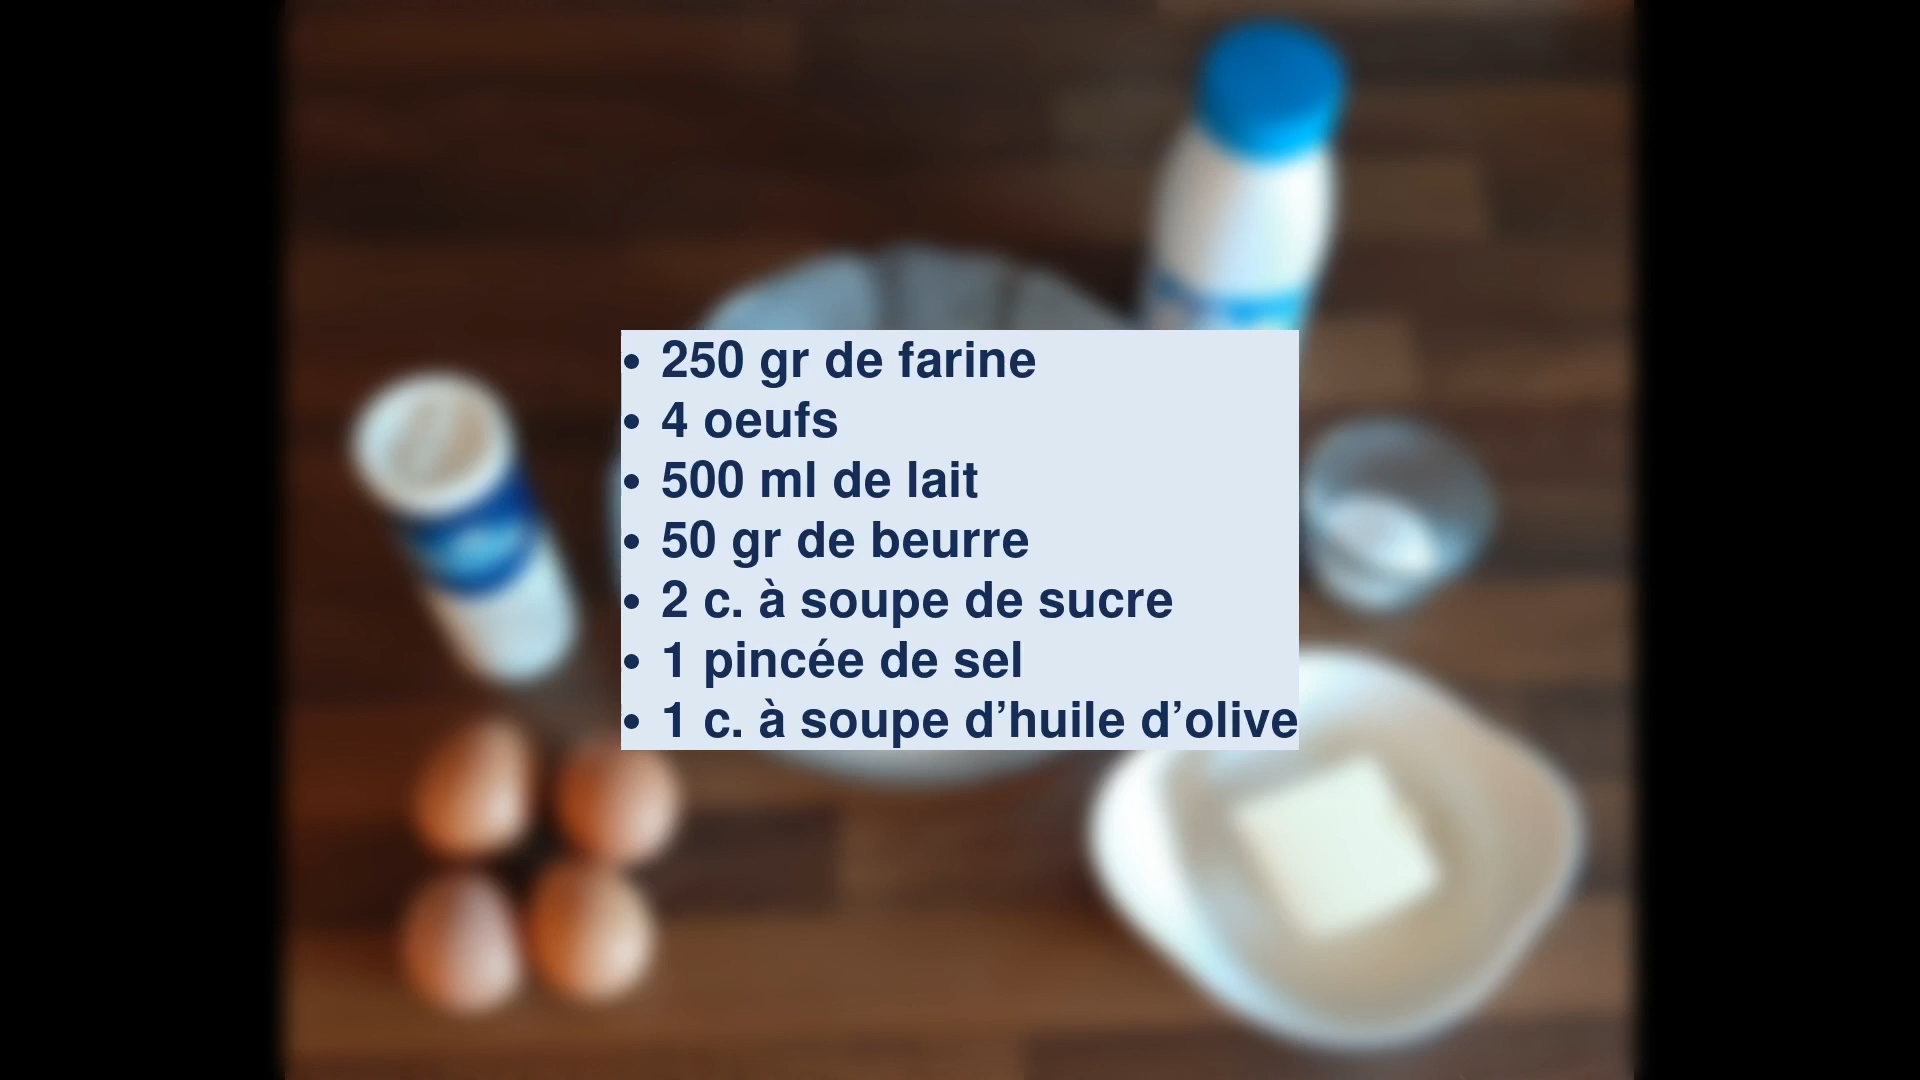 • 250 gr de farine
• 4 oeufs
• 500 ml de lait
• 50 gr de beurre
• 2 c. à soupe de sucre
• 1 pincée de sel
• 1 c. à soupe d’huile d’olive